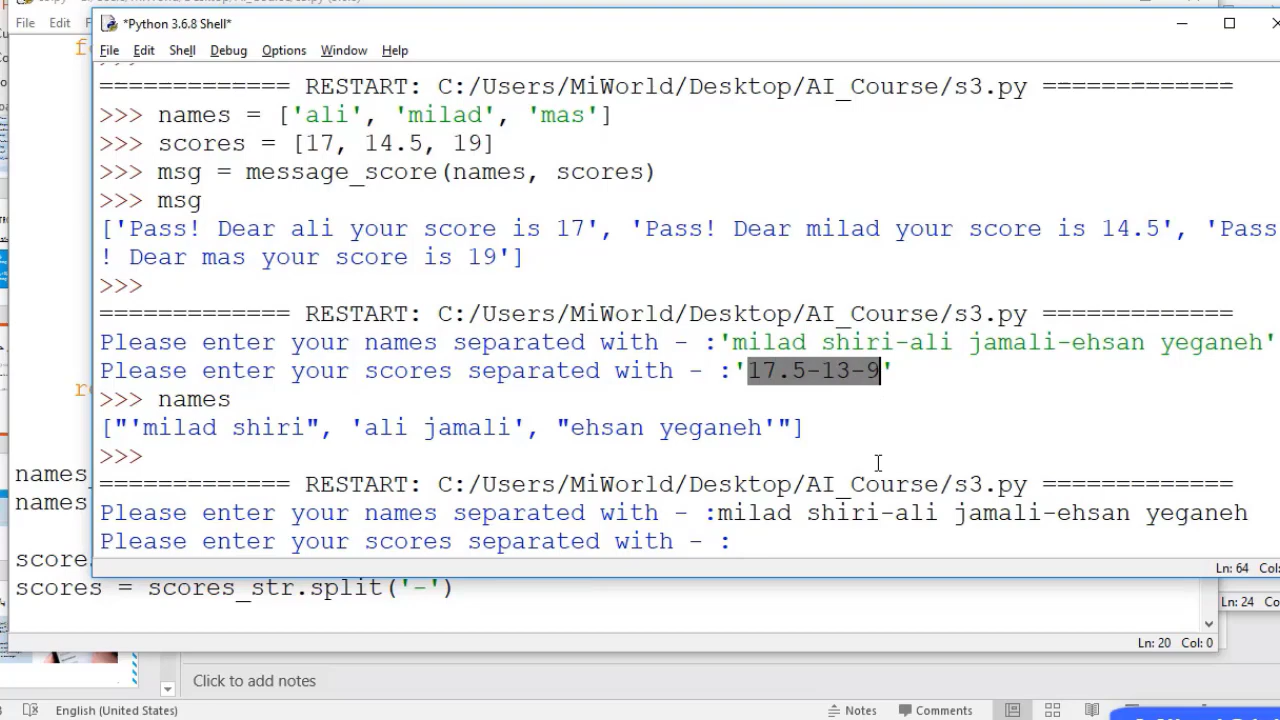 File Edit
*Python 3.6.8 Shell*
File Edit Shell Debug Options Window Help
============= RESTART: C:/Users/MiWorld/Desktop/AI_Course/s3.py =============
>>> names = ['ali', 'milad', 'mas']
>>> scores = [17, 14.5, 19]
>>> msg = message_score(names, scores)
>>> msg
['Pass! Dear ali your score is 17', 'Pass! Dear milad your score is 14.5', 'Pass
! Dear mas your score is 19']
>>>
============= RESTART: C:/Users/MiWorld/Desktop/AI_Course/s3.py =============
Please enter your names separated with - :'milad shiri-ali jamali-ehsan yeganeh'
Please enter your scores separated with - :'17.5-13-9'
>>> names
["'milad shiri", 'ali jamali', "ehsan yeganeh'"]
>>>
============= RESTART: C:/Users/MiWorld/Desktop/AI_Course/s3.py =============
Please enter your names separated with - :milad shiri-ali jamali-ehsan yeganeh
Please enter your scores separated with - :
Ln: 64 Col:
names_
names
score
scores = scores_str.split('-')
Ln: 24 Co
Ln: 20 Col: 0
Click to add notes
English (United States)
Notes Comments